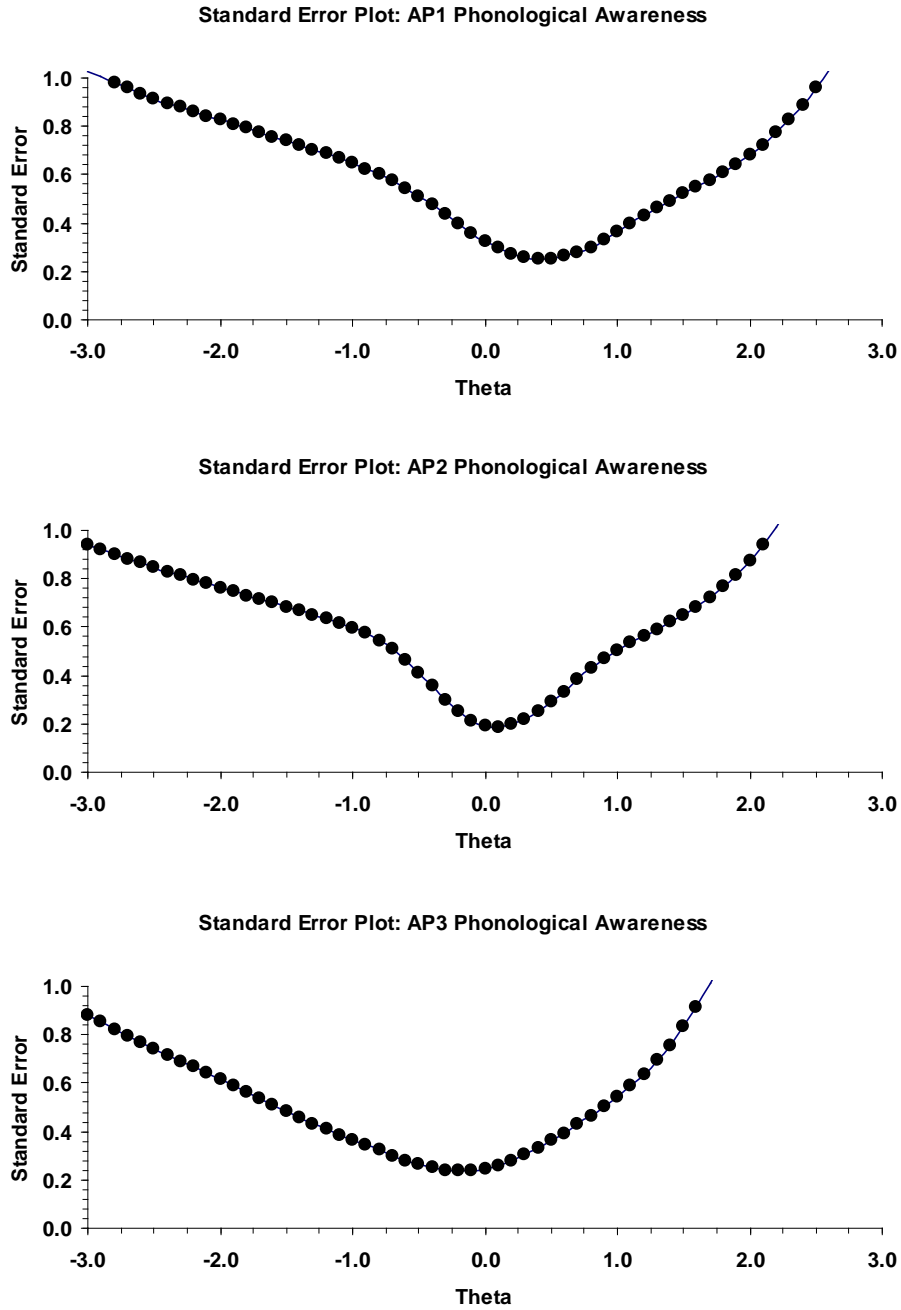 Standard Error Plot: AP1 Phonological Awareness
1.0
0.8
0.6
0.4
0.2
0.0
Standard Error
-3.0 -2.0 -1.0 0.0 1.0 2.0 3.0
Theta
Standard Error Plot: AP2 Phonological Awareness
1.0
0.8
0.6
0.4
0.2
0.0
Standard Error
-3.0 -2.0 -1.0 0.0 1.0 2.0 3.0
Theta
Standard Error Plot: AP3 Phonological Awareness
1.0
0.8
0.6
0.4
0.2
0.0
Standard Error
-3.0 -2.0 -1.0 0.0 1.0 2.0 3.0
Theta